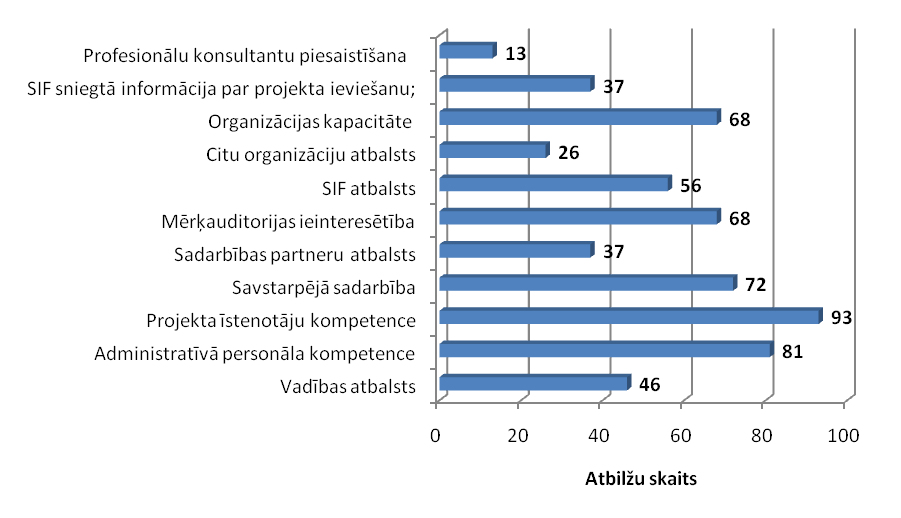 Profesionālu konsultantu piesaistīšana 13
SIF sniegtā informācija par projekta ieviešanu; 37
Organizācijas kapacitāte 68
Citu organizāciju atbalsts 26
SIF atbalsts 56
Mērķauditorijas ieinteresētība 68
Sadarbības partneru atbalsts 37
Savstarpējā sadarbība 72
Projekta īstenotāju kompetence 93
Administratīvā personāla kompetence 81
Vadības atbalsts 46
0 20 40 60 80 100
Atbilžu skaits